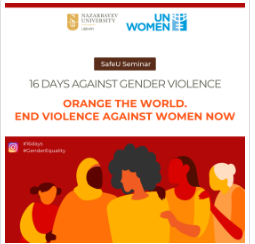 NAZARBAYEV
UNIVERSITY
LIBRARY
UN
WOMEN
SafeU Seminar
16 DAYS AGAINST GENDER VIOLENCE
ORANGE THE WORLD.
END VIOLENCE AGAINST WOMEN NOW
#16days
#GenderEquality